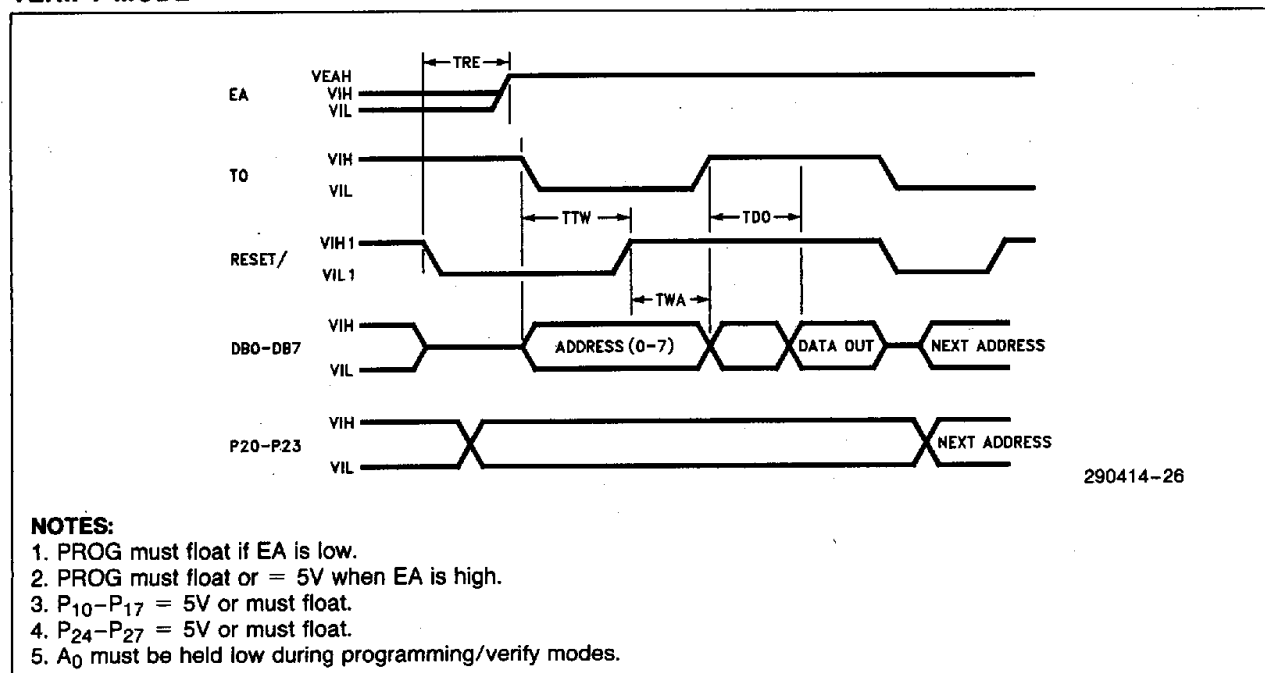 VERIFY MODE
TRE
VEAH
EA
VIH
VIL
VIH
T0
VIL
TTW
TDO
VIH1
RESET/
VIL1
TWA
VIH
DB0-DB7
ADDRESS (0-7)
DATA OUT
NEXT ADDRESS
VIL
VIH
P20-P23
NEXT ADDRESS
VIL
290414-26
NOTES:
1. PROG must float if EA is low.
2. PROG must float or = 5V when EA is high.
3. P10–P17 = 5V or must float.
4. P24–P27 = 5V or must float.
5. A0 must be held low during programming/verify modes.